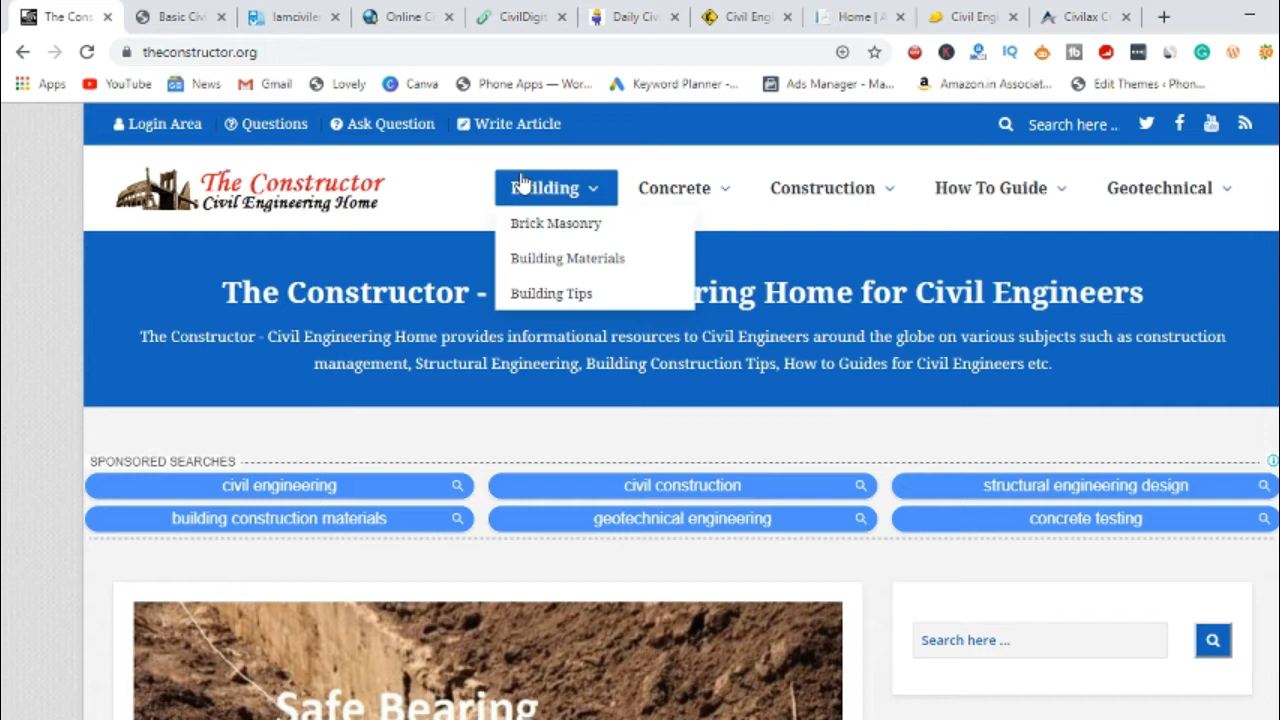 The Cons
Basic Civi
Iamcivile
Online Ci
CivilDigit
Daily Civ
Civil Engi
Home | A
Civil Engi
Civilax C
theconstructor.org
Apps
YouTube
News
Gmail
Lovely
Canva
Phone Apps — Wor...
Keyword Planner -...
Ads Manager - Ma...
Amazon.in Associat...
Edit Themes ‹ Phon...
Login Area
Questions
Ask Question
Write Article
Search here ...
The Constructor
Civil Engineering Home
Building
Concrete
Construction
How To Guide
Geotechnical
Brick Masonry
Building Materials
Building Tips
The Constructor - ring Home for Civil Engineers
The Constructor - Civil Engineering Home provides informational resources to Civil Engineers around the globe on various subjects such as construction
management, Structural Engineering, Building Construction Tips, How to Guides for Civil Engineers etc.
SPONSORED SEARCHES
civil engineering
civil construction
structural engineering design
building construction materials
geotechnical engineering
concrete testing
Search here ...
Safe Bearing